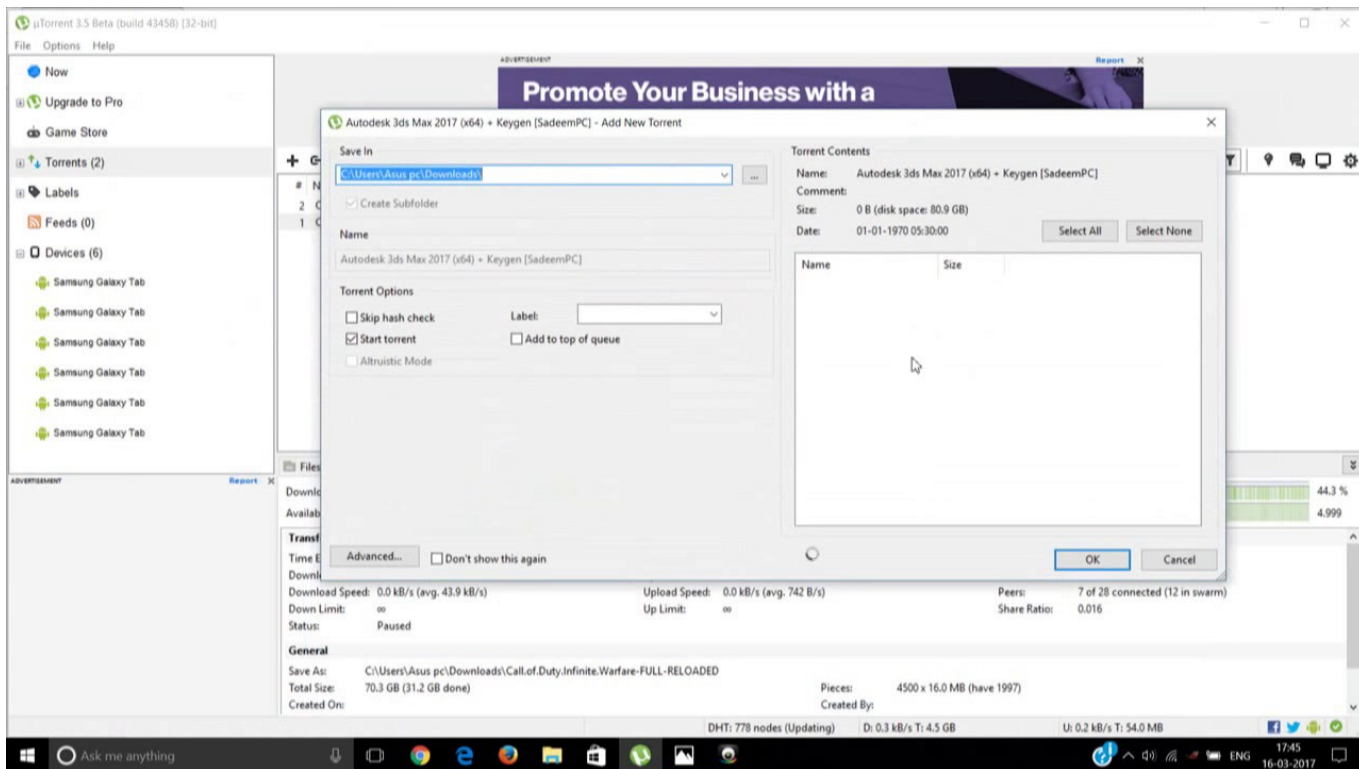 µTorrent 3.5 Beta (build 43458) [32-bit]
File Options Help
Now
Upgrade to Pro
Game Store
Torrents (2)
Labels
Feeds (0)
Devices (6)
Samsung Galaxy Tab
Samsung Galaxy Tab
Samsung Galaxy Tab
Samsung Galaxy Tab
Samsung Galaxy Tab
Samsung Galaxy Tab
ADVERTISEMENT Report
ADVERTISEMENT Report
Promote Your Business with a
# N
2 C
1 C
Autodesk 3ds Max 2017 (x64) + Keygen [SadeemPC] - Add New Torrent
Save In
C:\Users\Asus pc\Downloads\
...
Create Subfolder
Name
Autodesk 3ds Max 2017 (x64) + Keygen [SadeemPC]
Torrent Options
Skip hash check Label:
Start torrent Add to top of queue
Altruistic Mode
Advanced... Don't show this again
Torrent Contents
Name: Autodesk 3ds Max 2017 (x64) + Keygen [SadeemPC]
Comment:
Size: 0 B (disk space: 80.9 GB)
Date: 01-01-1970 05:30:00 Select All Select None
Name Size
OK Cancel
Files
Downlo 44.3 %
Availab 4.999
Transf
Time E
Downl
Download Speed: 0.0 kB/s (avg. 43.9 kB/s) Upload Speed: 0.0 kB/s (avg. 742 B/s) Peers: 7 of 28 connected (12 in swarm)
Down Limit: ∞ Up Limit: ∞ Share Ratio: 0.016
Status: Paused
General
Save As: C:\Users\Asus pc\Downloads\Call.of.Duty.Infinite.Warfare-FULL-RELOADED
Total Size: 70.3 GB (31.2 GB done) Pieces: 4500 x 16.0 MB (have 1997)
Created On: Created By:
DHT: 778 nodes (Updating) D: 0.3 kB/s T: 4.5 GB U: 0.2 kB/s T: 54.0 MB
Ask me anything
ENG
17:45
16-03-2017